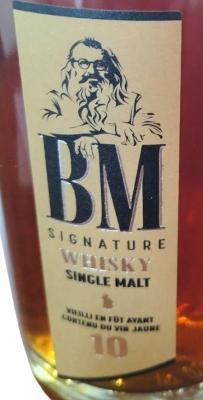 BM
SIGNATURE
WHISKY
SINGLE MALT
VIEILLI EN FÛT AYANT
CONTENU DU VIN JAUNE
10